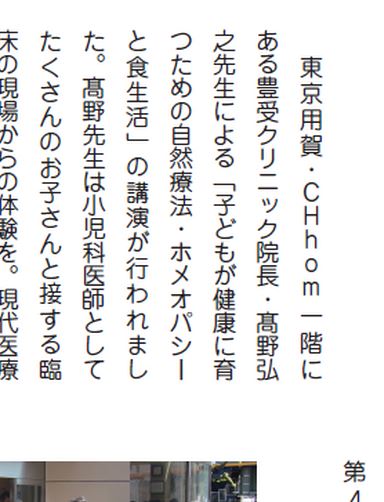 東京用賀・CHhom一階に
ある豊受クリニック院長・髙野弘
之先生による「子どもが健康に育
つための自然療法・ホメオパシー
と食生活」の講演が行われまし
た。髙野先生は小児科医師として
たくさんのお子さんと接する臨
末の現場からの体験を。現代医療
第4